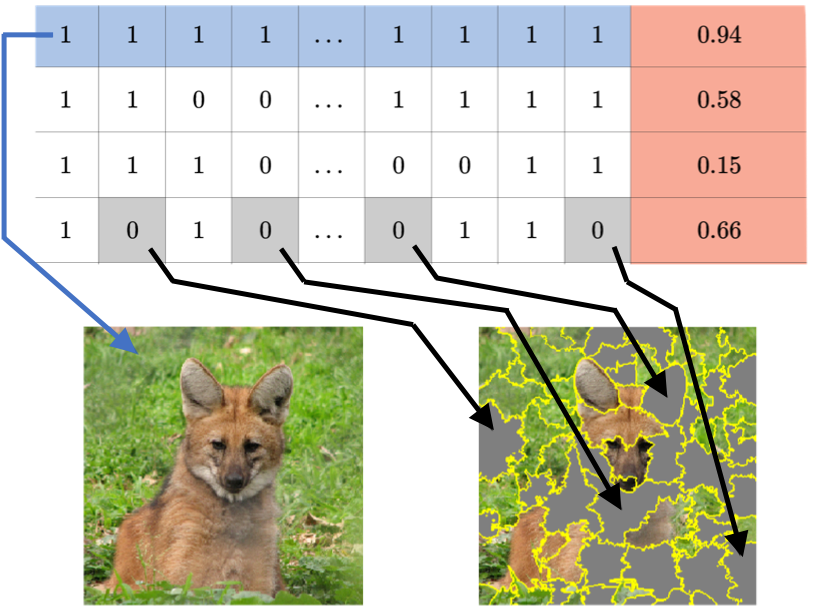 1 1 1 1 ... 1 1 1 1 0.94
1 1 0 0 ... 1 1 1 1 0.58
1 1 1 0 ... 0 0 1 1 0.15
1 0 1 0 ... 0 1 1 0 0.66